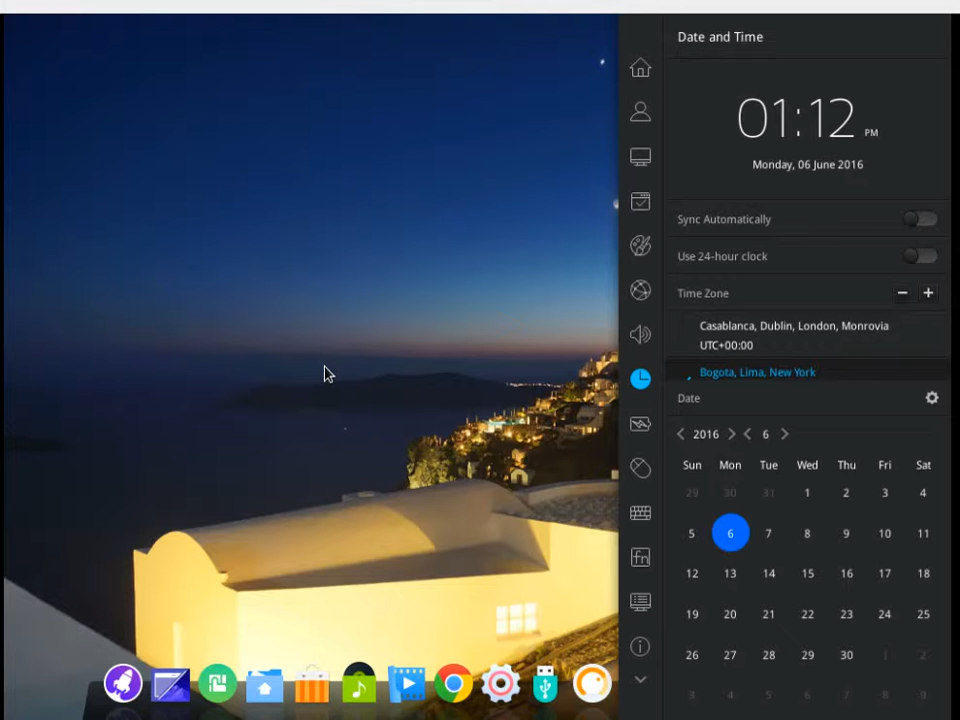 Date and Time
01:12 PM
Monday, 06 June 2016
Sync Automatically
Use 24-hour clock
Time Zone
Casablanca, Dublin, London, Monrovia
UTC+00:00
Bogota, Lima, New York
Date
2016 6
Sun Mon Tue Wed Thu Fri Sat
29 30 31 1 2 3 4
5 6 7 8 9 10 11
12 13 14 15 16 17 18
19 20 21 22 23 24 25
26 27 28 29 30 1 2
3 4 5 6 7 8 9
fn